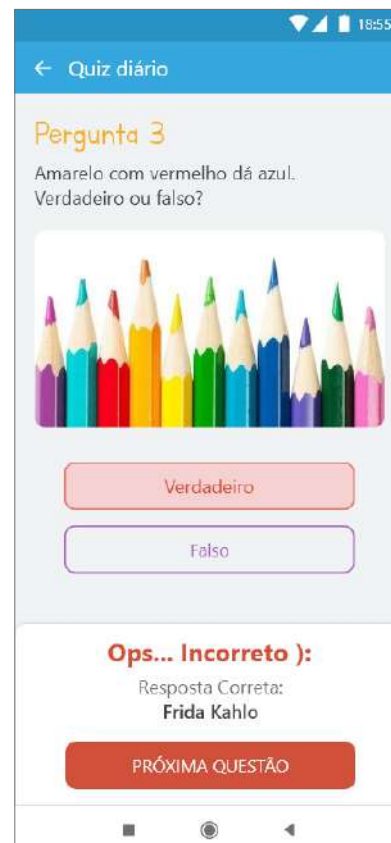 18:55
Quiz diário
Pergunta 3
Amarelo com vermelho dá azul.
Verdadeiro ou falso?
Verdadeiro
Falso
Ops... Incorreto ):
Resposta Correta:
Frida Kahlo
PRÓXIMA QUESTÃO